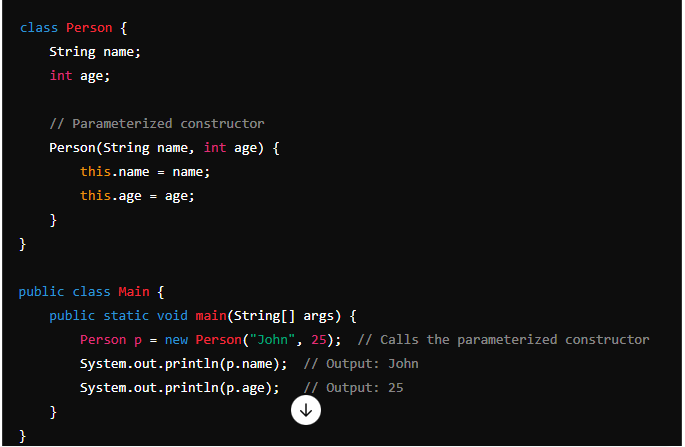 class Person {
    String name;
    int age;

    // Parameterized constructor
    Person(String name, int age) {
        this.name = name;
        this.age = age;
    }
}

public class Main {
    public static void main(String[] args) {
        Person p = new Person("John", 25);  // Calls the parameterized constructor
        System.out.println(p.name);  // Output: John
        System.out.println(p.age);   // Output: 25
    }
}